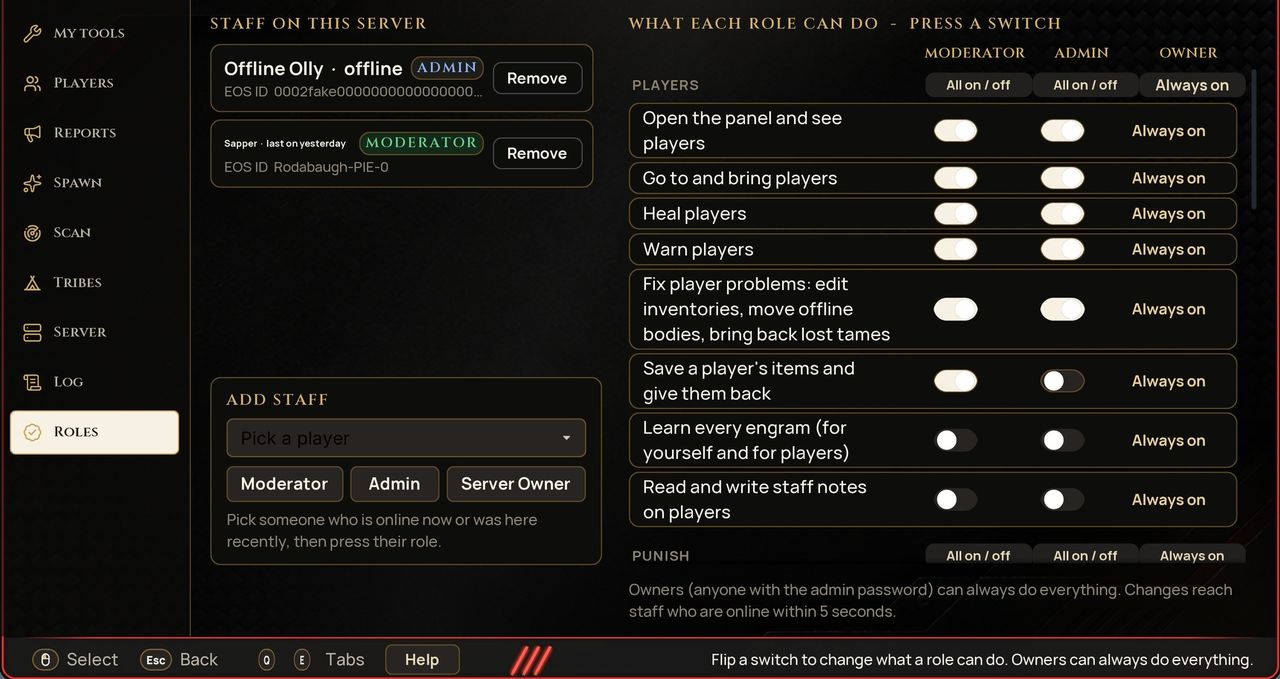 MY TOOLS
PLAYERS
REPORTS
SPAWN
SCAN
TRIBES
SERVER
LOG
ROLES
STAFF ON THIS SERVER
Offline Olly · offline ADMIN Remove
EOS ID 0002fake0000000000000000...
Sapper · last on yesterday MODERATOR Remove
EOS ID Rodabaugh-PIE-0
ADD STAFF
Pick a player
Moderator Admin Server Owner
Pick someone who is online now or was here
recently, then press their role.
WHAT EACH ROLE CAN DO - PRESS A SWITCH
MODERATOR ADMIN OWNER
PLAYERS All on / off All on / off Always on
Open the panel and see
players
Always on
Go to and bring players Always on
Heal players Always on
Warn players Always on
Fix player problems: edit
inventories, move offline
bodies, bring back lost tames
Always on
Save a player's items and
give them back
Always on
Learn every engram (for
yourself and for players)
Always on
Read and write staff notes
on players
Always on
PUNISH All on / off All on / off Always on
Owners (anyone with the admin password) can always do everything. Changes reach
staff who are online within 5 seconds.
Select Esc Back Q E Tabs Help
Flip a switch to change what a role can do. Owners can always do everything.